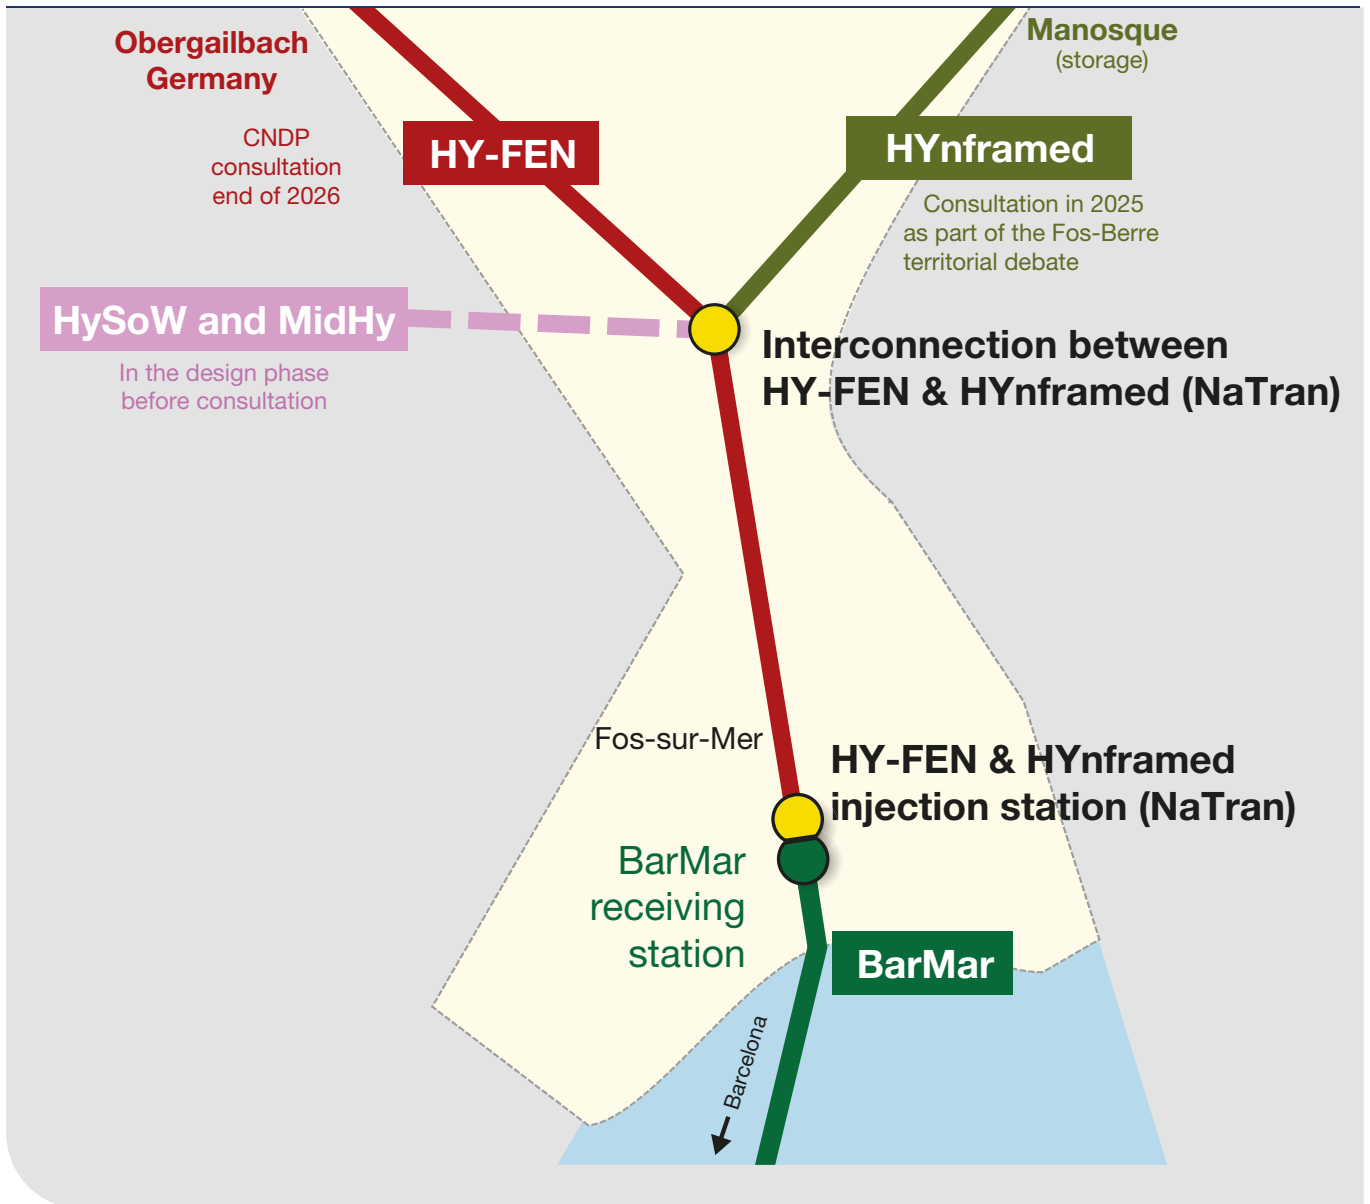 Obergailbach
Germany
Manosque
(storage)
CNDP
consultation
end of 2026
HY-FEN
HYnframed
Consultation in 2025
as part of the Fos-Berre
territorial debate
HySoW and MidHy
In the design phase
before consultation
Interconnection between
HY-FEN & HYnframed (NaTran)
Fos-sur-Mer
HY-FEN & HYnframed
injection station (NaTran)
BarMar
receiving
station
BarMar
Barcelona